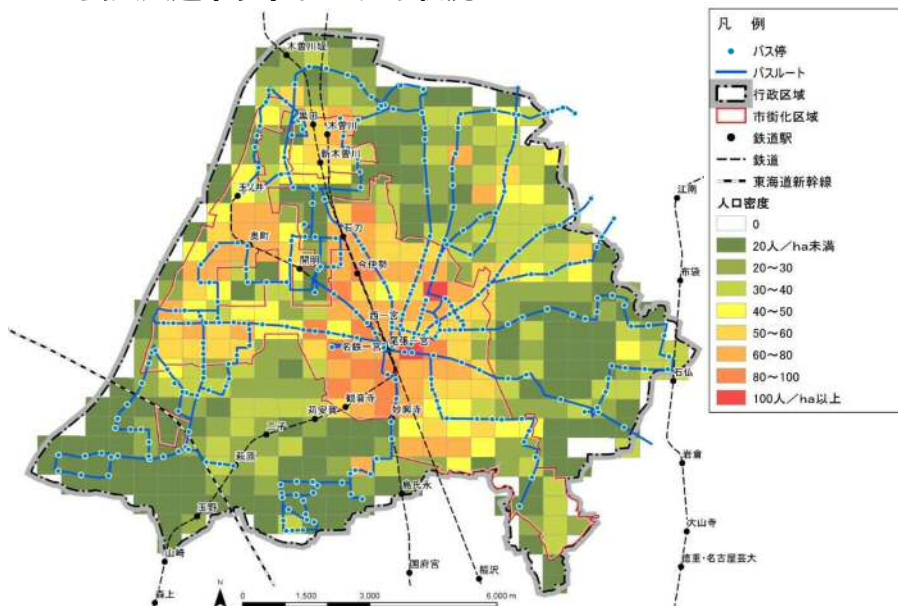 木曽川堤
黒田
木曽川
新木曽川
玉ノ井
奥町
石刀
開明
今伊勢
西一宮
尾張一宮
名鉄一宮
観音寺
妙興寺
苅安賀
二子
萩原
島氏永
玉野
山崎
森上
国府宮
稲沢
江南
布袋
石仏
岩倉
大山寺
徳重・名古屋芸大
N
0 1,500 3,000 6,000 m
凡 例
バス停
バスルート
行政区域
市街化区域
鉄道駅
鉄道
東海道新幹線
人口密度
0
20人/ha未満
20~30
30~40
40~50
50~60
60~80
80~100
100人/ha以上